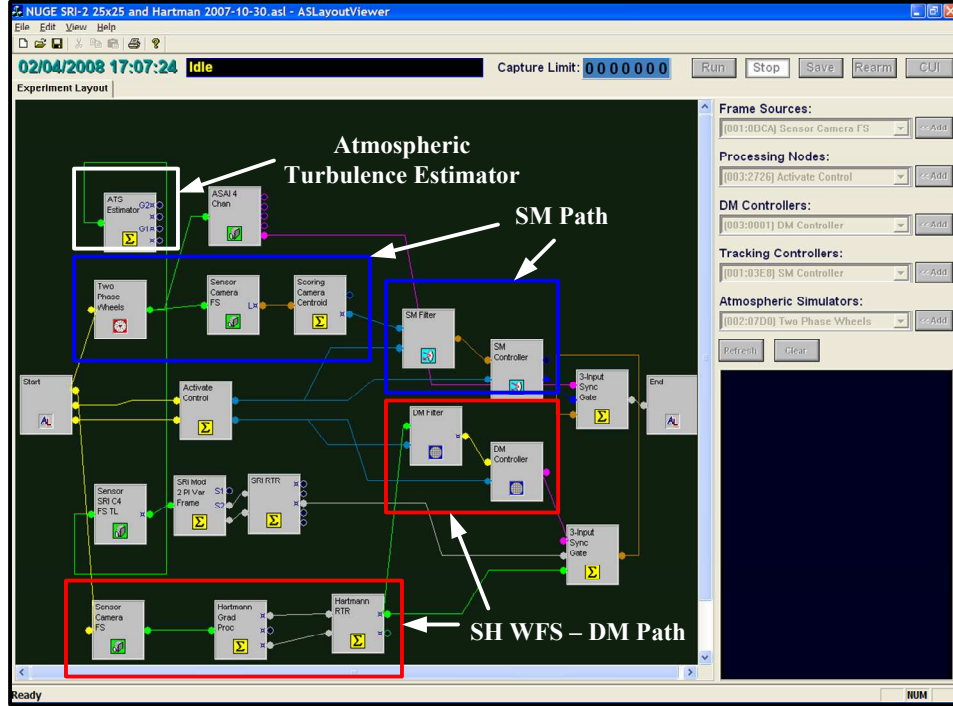 NUGE SRI-2 25x25 and Hartman 2007-10-30.asl - ASLayoutViewer
File Edit View Help
02/04/2008 17:07:24
Idle
Capture Limit: 0000000
Run Stop Save Rearm GUI
Experiment Layout
Frame Sources:
[001:0DCA] Sensor Camera FS
<<Add
Processing Nodes:
[003:2726] Activate Control
<<Add
DM Controllers:
[003:0001] DM Controller
<<Add
Tracking Controllers:
[001:03E8] SM Controller
<<Add
Atmospheric Simulators:
[002:07D0] Two Phase Wheels
<<Add
Refresh Clear
Atmospheric
Turbulence Estimator
SM Path
ATS
Estimator
G2
G1
Σ
ASAI 4
Chan
Two
Phase
Wheels
Sensor
Camera
FS
L
Scoring
Camera
Centroid
Σ
SM Filter
SM
Controller
Start
AL
Activate
Control
Σ
3-Input
Sync
Gate
Σ
End
AL
DM Filter
DM
Controller
Sensor
SRI C4
FS TL
SRI Mod
2 PI Var
Frame
S1
S2
Σ
SRI RTR
Σ
3-Input
Sync
Gate
Σ
Sensor
Camera
FS
Hartmann
Grad
Proc
Σ
Hartmann
RTR
Σ
SH WFS – DM Path
Ready
NUM